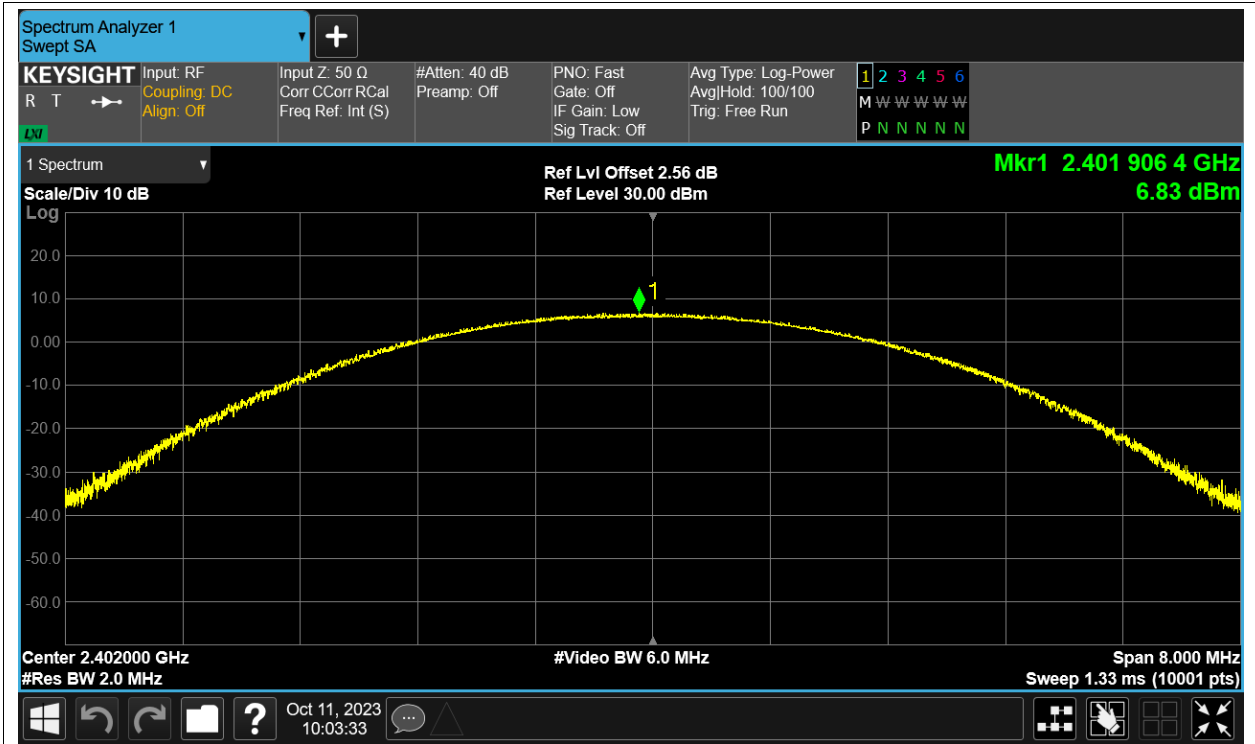 Spectrum Analyzer 1
Swept SA
+
KEYSIGHT
R T
LXI
Input: RF
Coupling: DC
Align: Off
Input Z: 50 Ω
Corr CCorr RCal
Freq Ref: Int (S)
#Atten: 40 dB
Preamp: Off
PNO: Fast
Gate: Off
IF Gain: Low
Sig Track: Off
Avg Type: Log-Power
Avg|Hold: 100/100
Trig: Free Run
1 2 3 4 5 6
M W W W W W
P N N N N N
1 Spectrum
Scale/Div 10 dB
Log
Ref Lvl Offset 2.56 dB
Ref Level 30.00 dBm
Mkr1 2.401 906 4 GHz
6.83 dBm
1
20.0
10.0
0.00
-10.0
-20.0
-30.0
-40.0
-50.0
-60.0
Center 2.402000 GHz
#Res BW 2.0 MHz
#Video BW 6.0 MHz
Span 8.000 MHz
Sweep 1.33 ms (10001 pts)
?
Oct 11, 2023
10:03:33